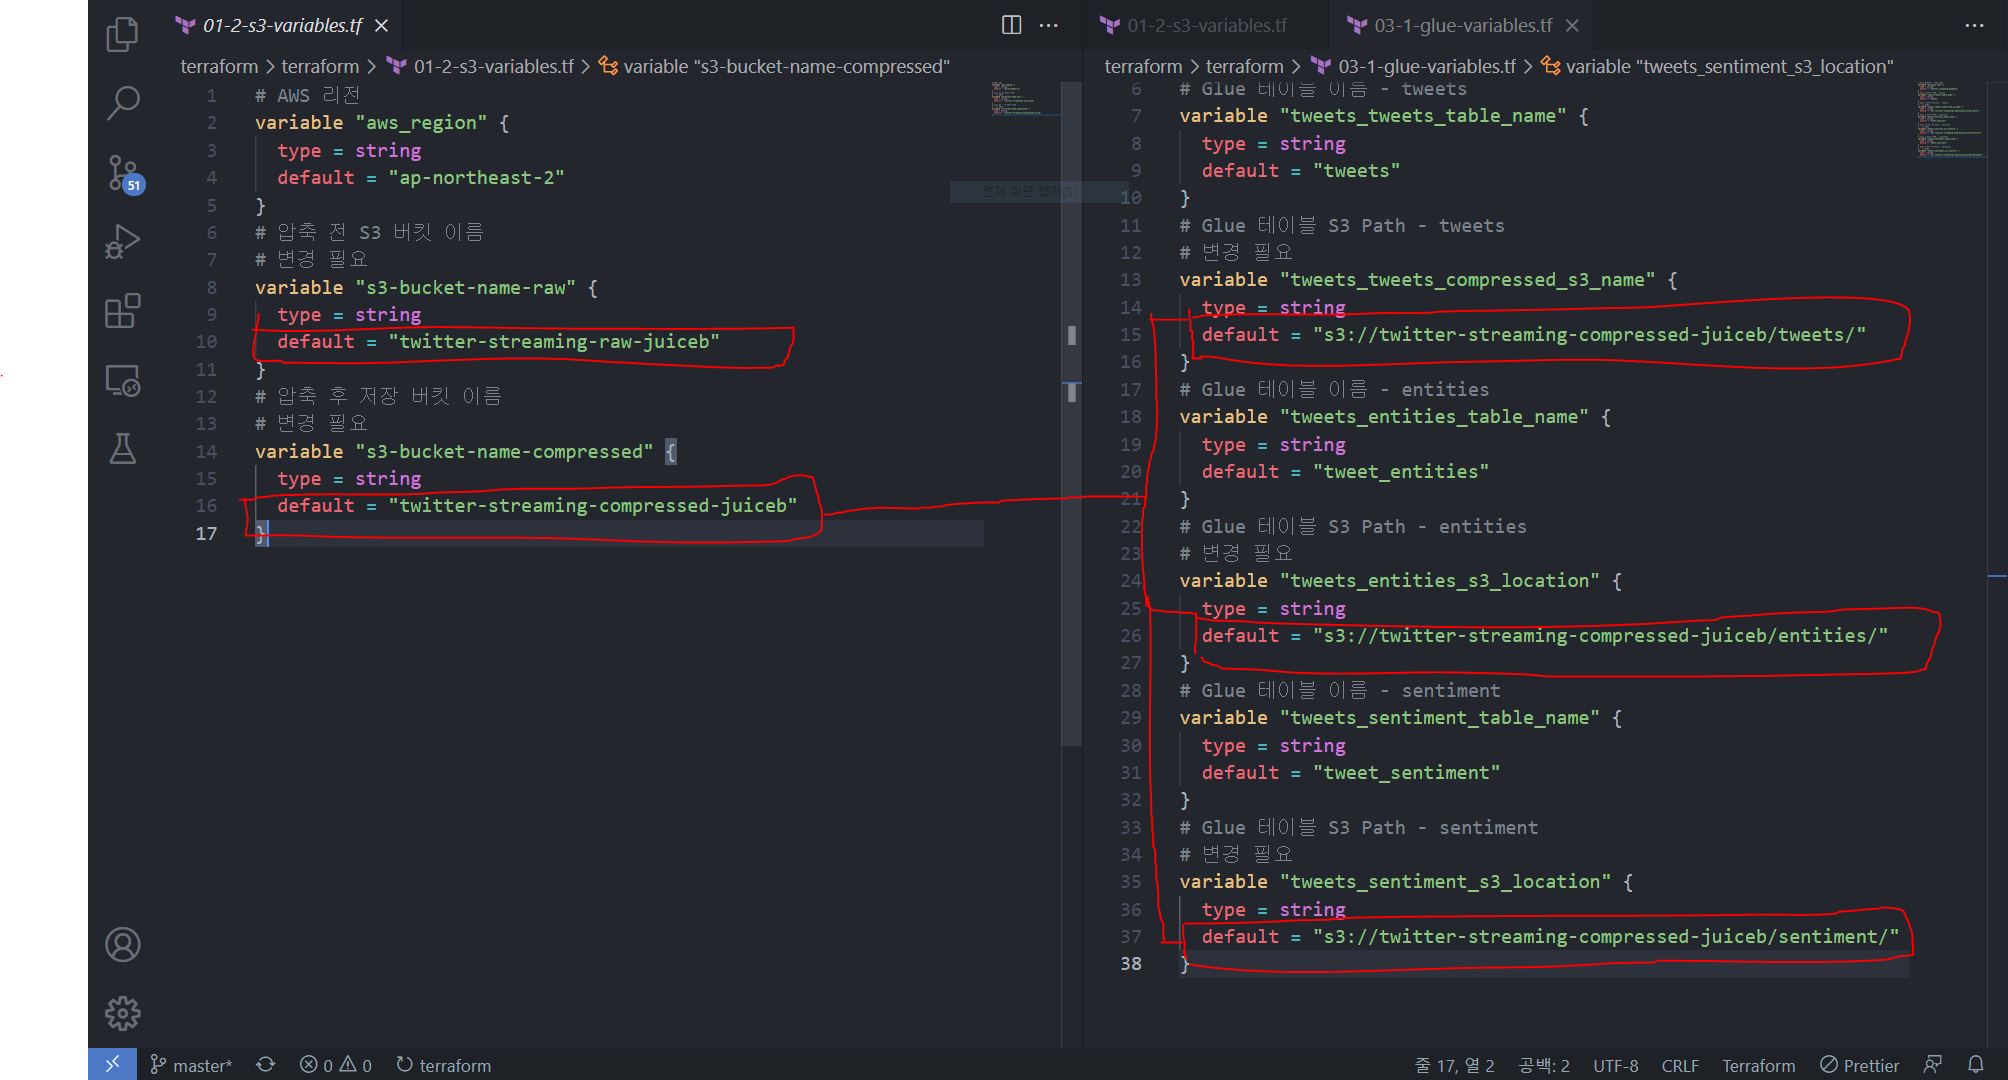 01-2-s3-variables.tf
terraform > terraform > 01-2-s3-variables.tf > variable "s3-bucket-name-compressed"
1 # AWS 리전
2 variable "aws_region" {
3 type = string
4 default = "ap-northeast-2"
5 }
6 # 압축 전 S3 버킷 이름
7 # 변경 필요
8 variable "s3-bucket-name-raw" {
9 type = string
10 default = "twitter-streaming-raw-juiceb"
11 }
12 # 압축 후 저장 버킷 이름
13 # 변경 필요
14 variable "s3-bucket-name-compressed" {
15 type = string
16 default = "twitter-streaming-compressed-juiceb"
17 }
전체 화면 캡처(S)
01-2-s3-variables.tf
03-1-glue-variables.tf
terraform > terraform > 03-1-glue-variables.tf > variable "tweets_sentiment_s3_location"
6 # Glue 테이블 이름 - tweets
7 variable "tweets_tweets_table_name" {
8 type = string
9 default = "tweets"
10 }
11 # Glue 테이블 S3 Path - tweets
12 # 변경 필요
13 variable "tweets_tweets_compressed_s3_name" {
14 type = string
15 default = "s3://twitter-streaming-compressed-juiceb/tweets/"
16 }
17 # Glue 테이블 이름 - entities
18 variable "tweets_entities_table_name" {
19 type = string
20 default = "tweet_entities"
21 }
22 # Glue 테이블 S3 Path - entities
23 # 변경 필요
24 variable "tweets_entities_s3_location" {
25 type = string
26 default = "s3://twitter-streaming-compressed-juiceb/entities/"
27 }
28 # Glue 테이블 이름 - sentiment
29 variable "tweets_sentiment_table_name" {
30 type = string
31 default = "tweet_sentiment"
32 }
33 # Glue 테이블 S3 Path - sentiment
34 # 변경 필요
35 variable "tweets_sentiment_s3_location" {
36 type = string
37 default = "s3://twitter-streaming-compressed-juiceb/sentiment/"
38 }
51
master* 0 0 terraform 줄 17, 열 2 공백: 2 UTF-8 CRLF Terraform Prettier